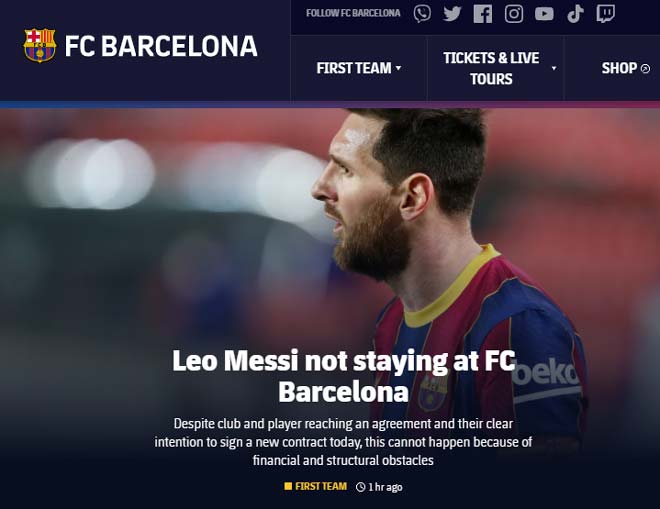 FOLLOW FC BARCELONA
FCB
FC BARCELONA
FIRST TEAM
TICKETS & LIVE
TOURS
SHOP
beko
Leo Messi not staying at FC
Barcelona
Despite club and player reaching an agreement and their clear
intention to sign a new contract today, this cannot happen because of
financial and structural obstacles
FIRST TEAM 1 hr ago